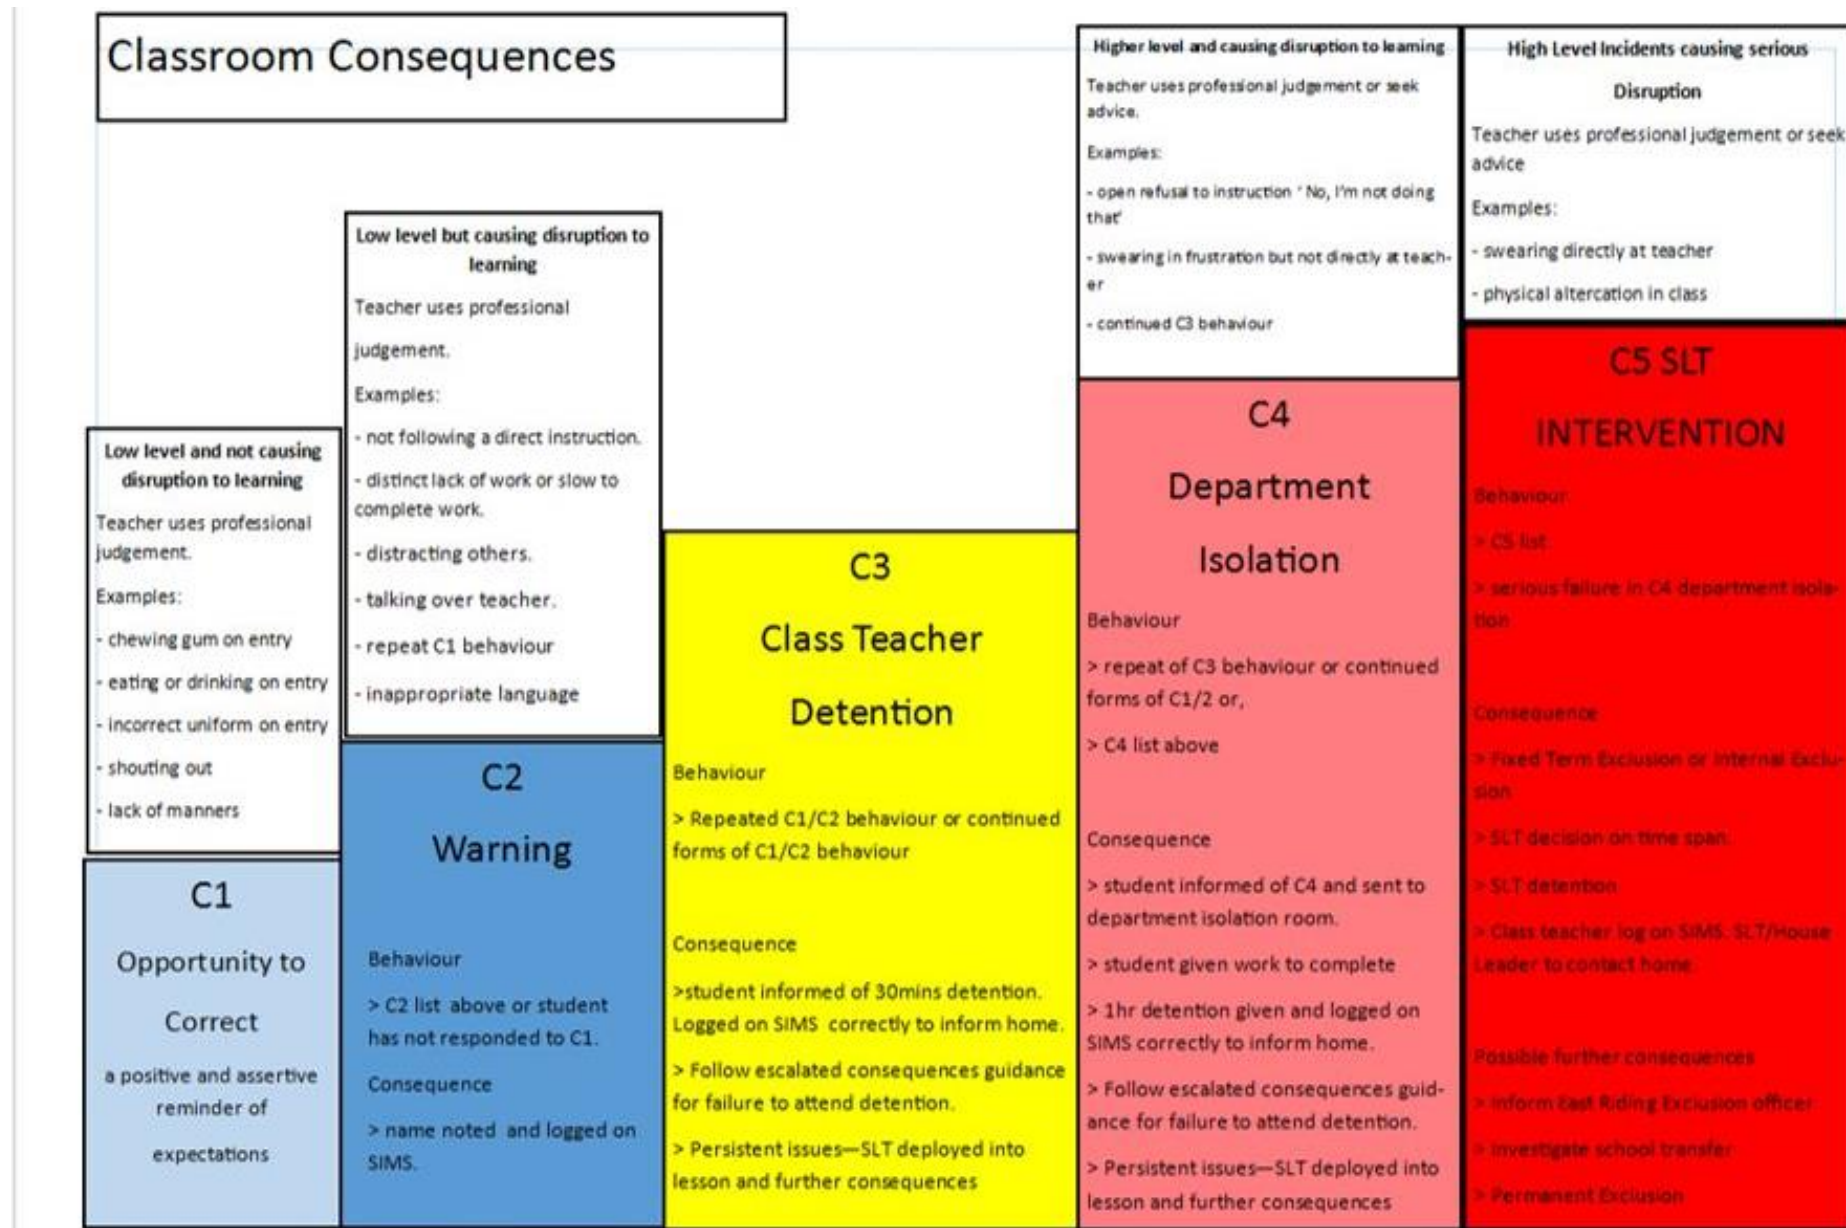 Classroom Consequences
Low level and not causing
disruption to learning
Teacher uses professional
judgement.
Examples:
- chewing gum on entry
- eating or drinking on entry
- incorrect uniform on entry
- shouting out
- lack of manners
C1
Opportunity to
Correct
a positive and assertive
reminder of
expectations
Low level but causing disruption to
learning
Teacher uses professional
judgement.
Examples:
- not following a direct instruction.
- distinct lack of work or slow to
complete work.
- distracting others.
- talking over teacher.
- repeat C1 behaviour
- inappropriate language
C2
Warning
Behaviour
> C2 list above or student
has not responded to C1.
Consequence
> name noted and logged on
SIMS.
C3
Class Teacher
Detention
Behaviour
> Repeated C1/C2 behaviour or continued
forms of C1/C2 behaviour
Consequence
>student informed of 30mins detention.
Logged on SIMS correctly to inform home.
> Follow escalated consequences guidance
for failure to attend detention.
> Persistent issues—SLT deployed into
lesson and further consequences
Higher level and causing disruption to learning
Teacher uses professional judgement or seek
advice.
Examples:
- open refusal to instruction ' No, I'm not doing
that'
- swearing in frustration but not directly at teach-
er
- continued C3 behaviour
C4
Department
Isolation
Behaviour
> repeat of C3 behaviour or continued
forms of C1/2 or,
> C4 list above
Consequence
> student informed of C4 and sent to
department isolation room.
> student given work to complete
> 1hr detention given and logged on
SIMS correctly to inform home.
> Follow escalated consequences guid-
ance for failure to attend detention.
> Persistent issues—SLT deployed into
lesson and further consequences
High Level Incidents causing serious
Disruption
Teacher uses professional judgement or seek
advice
Examples:
- swearing directly at teacher
- physical altercation in class
C5 SLT
INTERVENTION
Behaviour
> C5 list
> serious failure in C4 department isola-
tion
Consequence
> Fixed Term Exclusion or Internal Exclu-
sion
> SLT decision on time span.
> SLT detention
> Class teacher log on SIMS. SLT/House
Leader to contact home.
Possible further consequences
> Inform East Riding Exclusion officer
> Investigate school transfer
> Permanent Exclusion